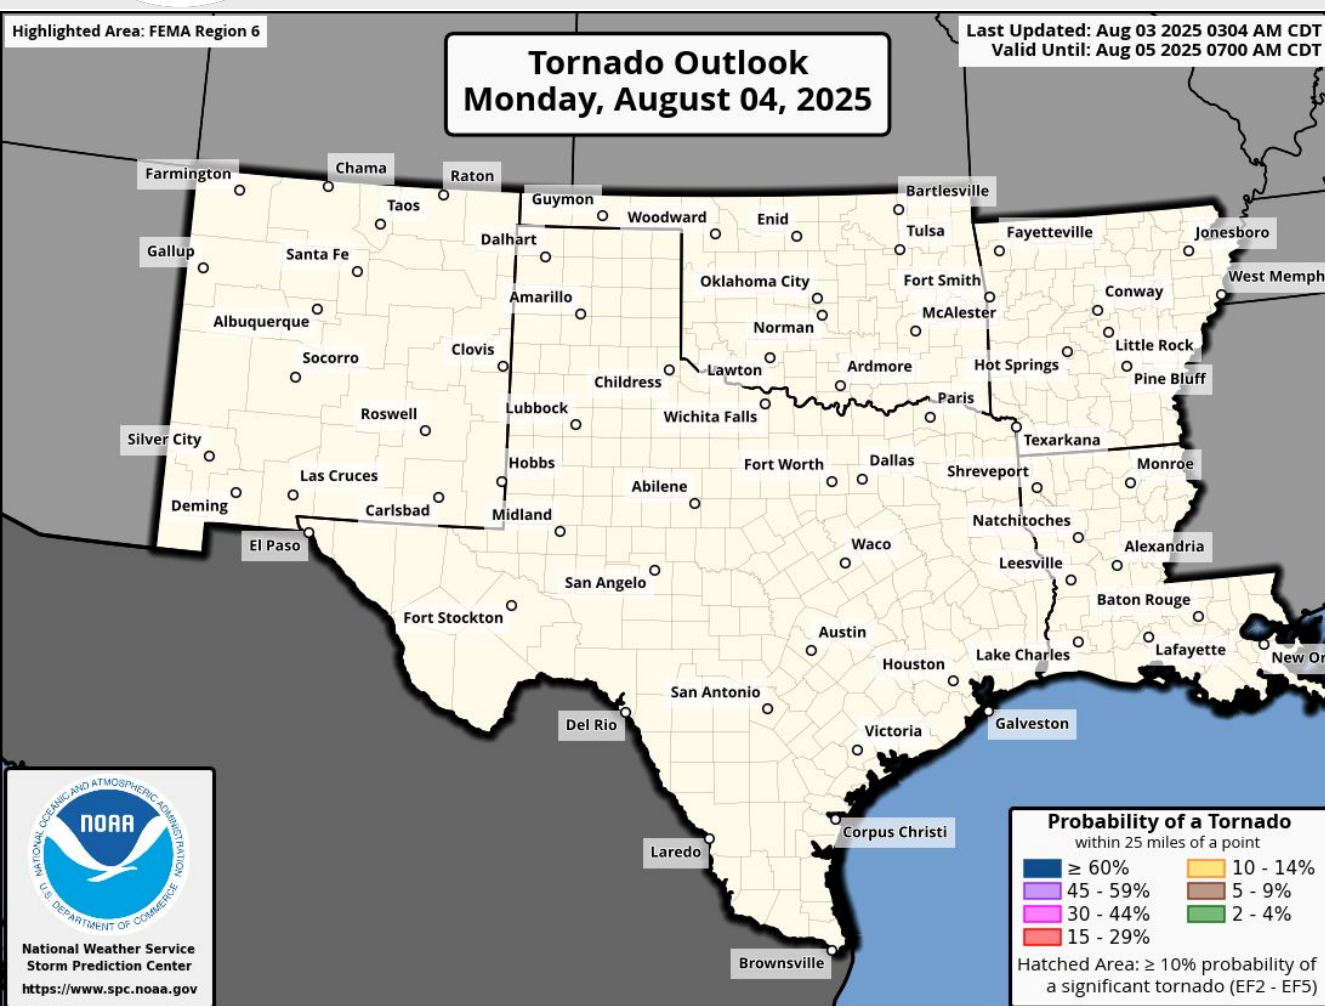 Highlighted Area: FEMA Region 6
Last Updated: Aug 03 2025 0304 AM CDT
Valid Until: Aug 05 2025 0700 AM CDT
Tornado Outlook
Monday, August 04, 2025
Farmington
Chama
Raton
Taos
Guymon
Woodward
Enid
Bartlesville
Tulsa
Fayetteville
Jonesboro
Gallup
Santa Fe
Dalhart
Oklahoma City
Fort Smith
West Memph
Amarillo
Conway
Albuquerque
Norman
McAlester
Little Rock
Socorro
Clovis
Childress
Lawton
Ardmore
Hot Springs
Pine Bluff
Roswell
Lubbock
Wichita Falls
Paris
Silver City
Texarkana
Las Cruces
Hobbs
Fort Worth
Dallas
Shreveport
Monroe
Deming
Carlsbad
Abilene
Midland
Natchitoches
El Paso
Waco
Alexandria
San Angelo
Leesville
Fort Stockton
Baton Rouge
Austin
Houston
Lake Charles
Lafayette
New Or
San Antonio
Del Rio
Victoria
Galveston
Laredo
Corpus Christi
Brownsville
NATIONAL OCEANIC AND ATMOSPHERIC ADMINISTRATION
NOAA
U.S. DEPARTMENT OF COMMERCE
National Weather Service
Storm Prediction Center
https://www.spc.noaa.gov
Probability of a Tornado
within 25 miles of a point
≥ 60%
45 - 59%
30 - 44%
15 - 29%
10 - 14%
5 - 9%
2 - 4%
Hatched Area: ≥ 10% probability of
a significant tornado (EF2 - EF5)